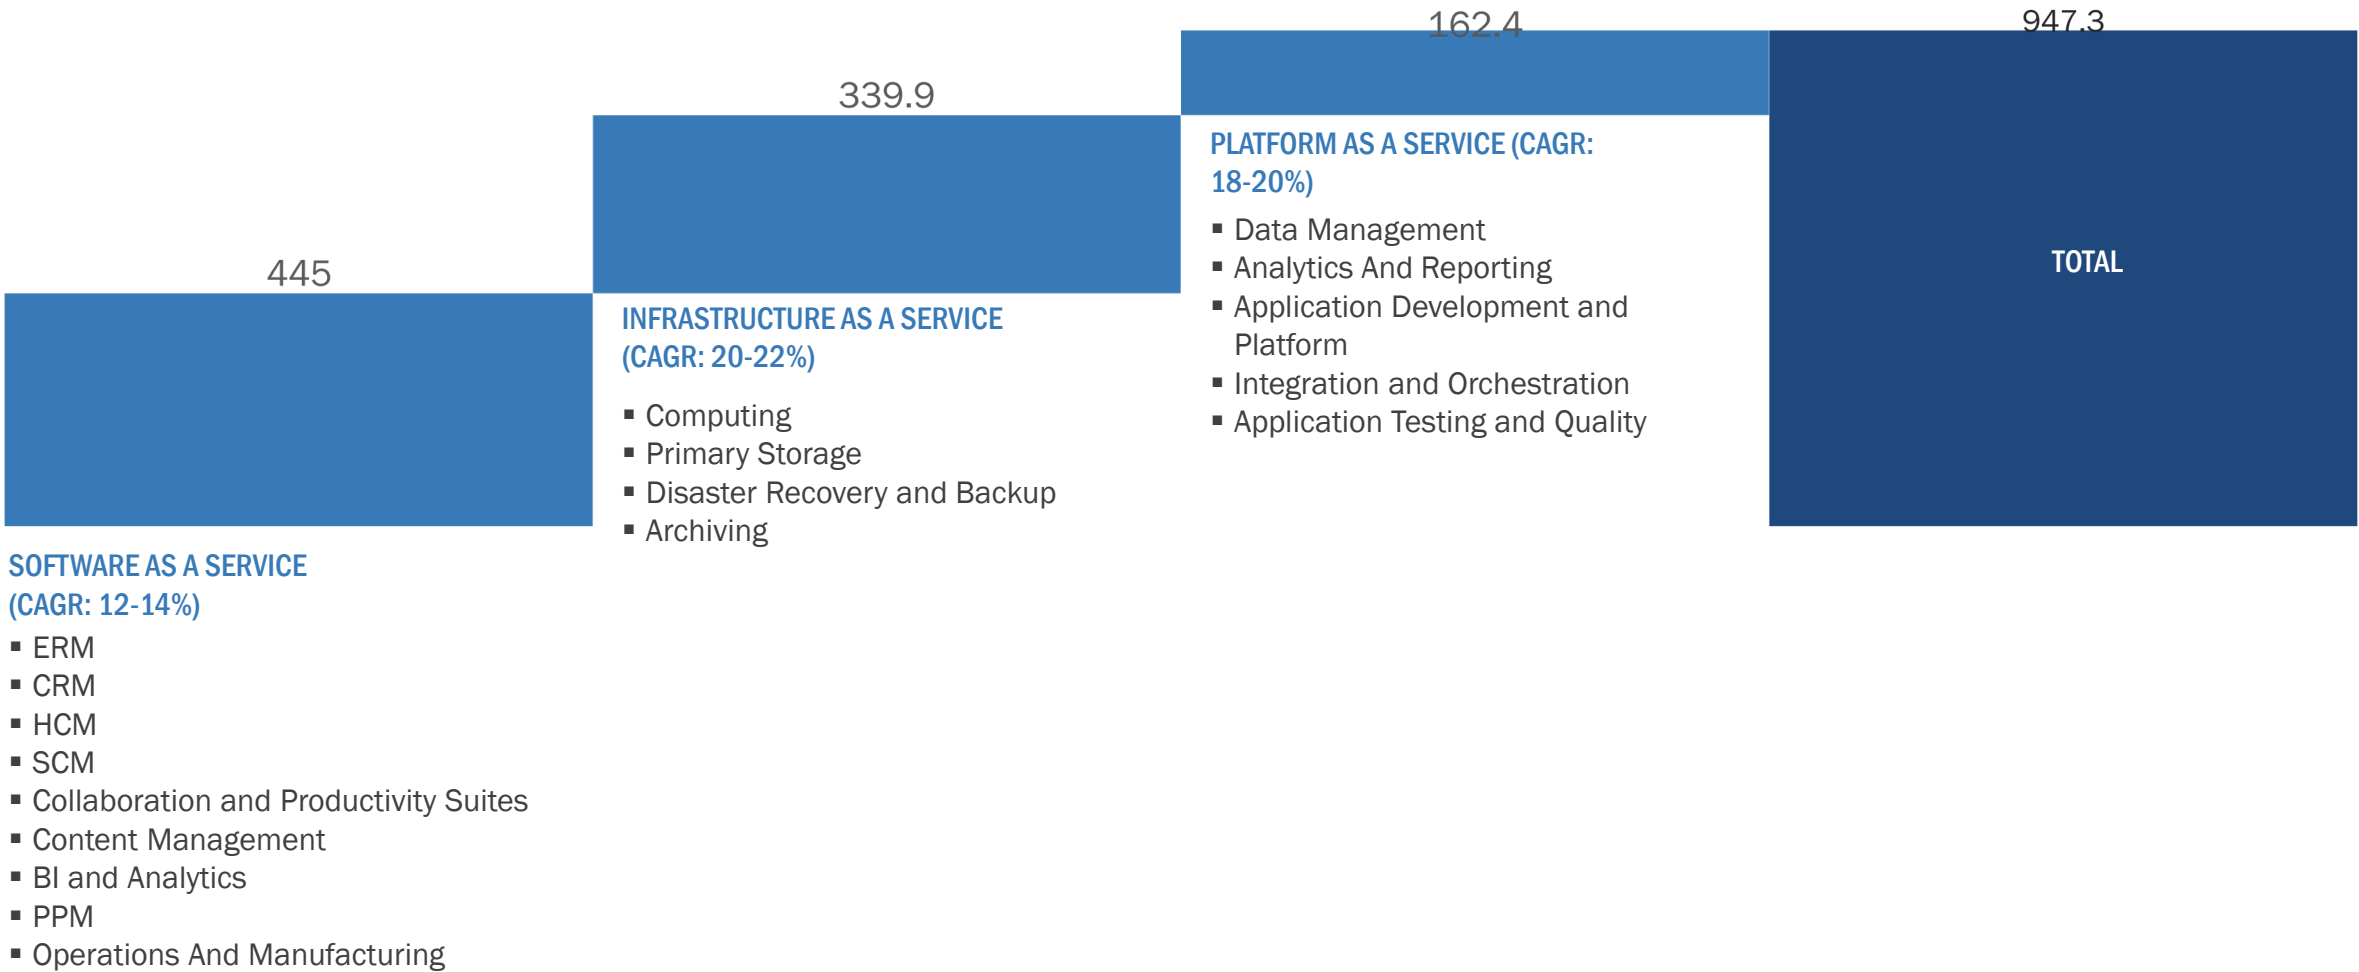 445
SOFTWARE AS A SERVICE
(CAGR: 12-14%)
▪ ERM
▪ CRM
▪ HCM
▪ SCM
▪ Collaboration and Productivity Suites
▪ Content Management
▪ BI and Analytics
▪ PPM
▪ Operations And Manufacturing
339.9
INFRASTRUCTURE AS A SERVICE
(CAGR: 20-22%)
▪ Computing
▪ Primary Storage
▪ Disaster Recovery and Backup
▪ Archiving
162.4
PLATFORM AS A SERVICE (CAGR:
18-20%)
▪ Data Management
▪ Analytics And Reporting
▪ Application Development and
Platform
▪ Integration and Orchestration
▪ Application Testing and Quality
947.3
TOTAL